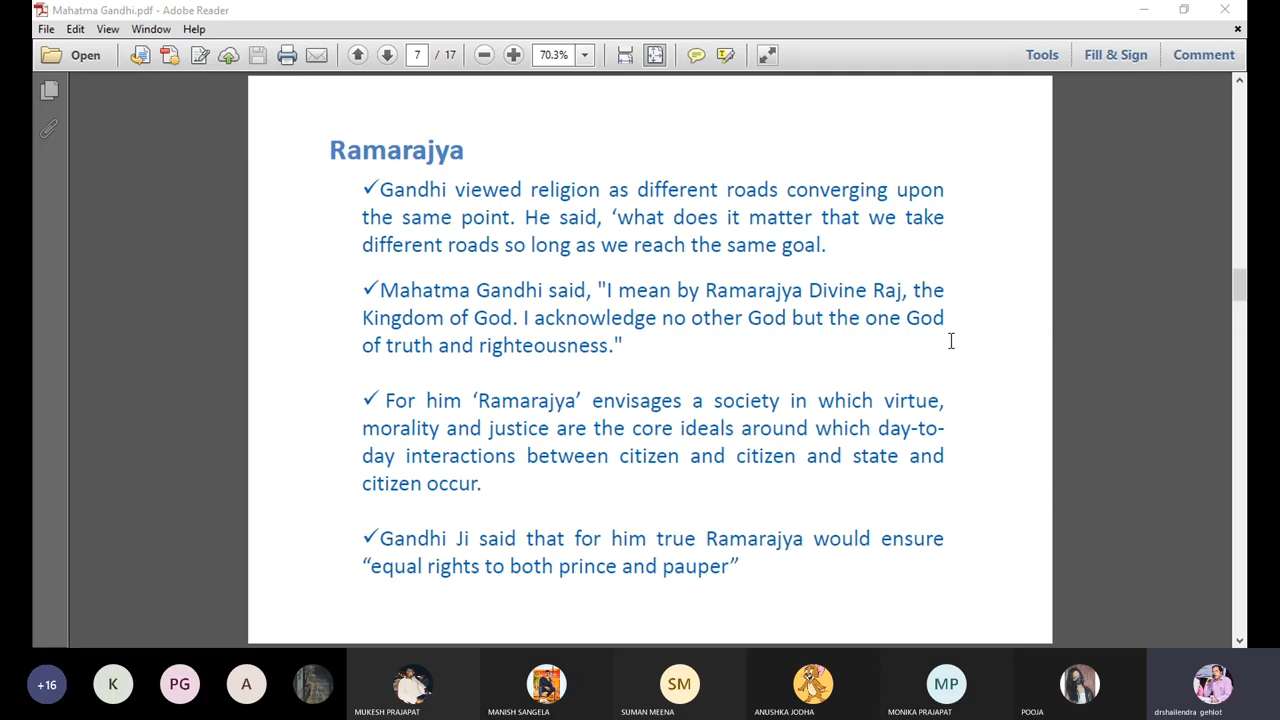 Mahatma Gandhi.pdf - Adobe Reader
File Edit View Window Help
Open 7 / 17 70.3% Tools Fill & Sign Comment
Ramarajya
✓Gandhi viewed religion as different roads converging upon
the same point. He said, ‘what does it matter that we take
different roads so long as we reach the same goal.
✓Mahatma Gandhi said, "I mean by Ramarajya Divine Raj, the
Kingdom of God. I acknowledge no other God but the one God
of truth and righteousness."
✓ For him ‘Ramarajya’ envisages a society in which virtue,
morality and justice are the core ideals around which day-to-
day interactions between citizen and citizen and state and
citizen occur.
✓Gandhi Ji said that for him true Ramarajya would ensure
“equal rights to both prince and pauper”
+16 K PG A SM MP
MUKESH PRAJAPAT MANISH SANGELA SUMAN MEENA ANUSHKA JODHA MONIKA PRAJAPAT POOJA drshailendra gehlot